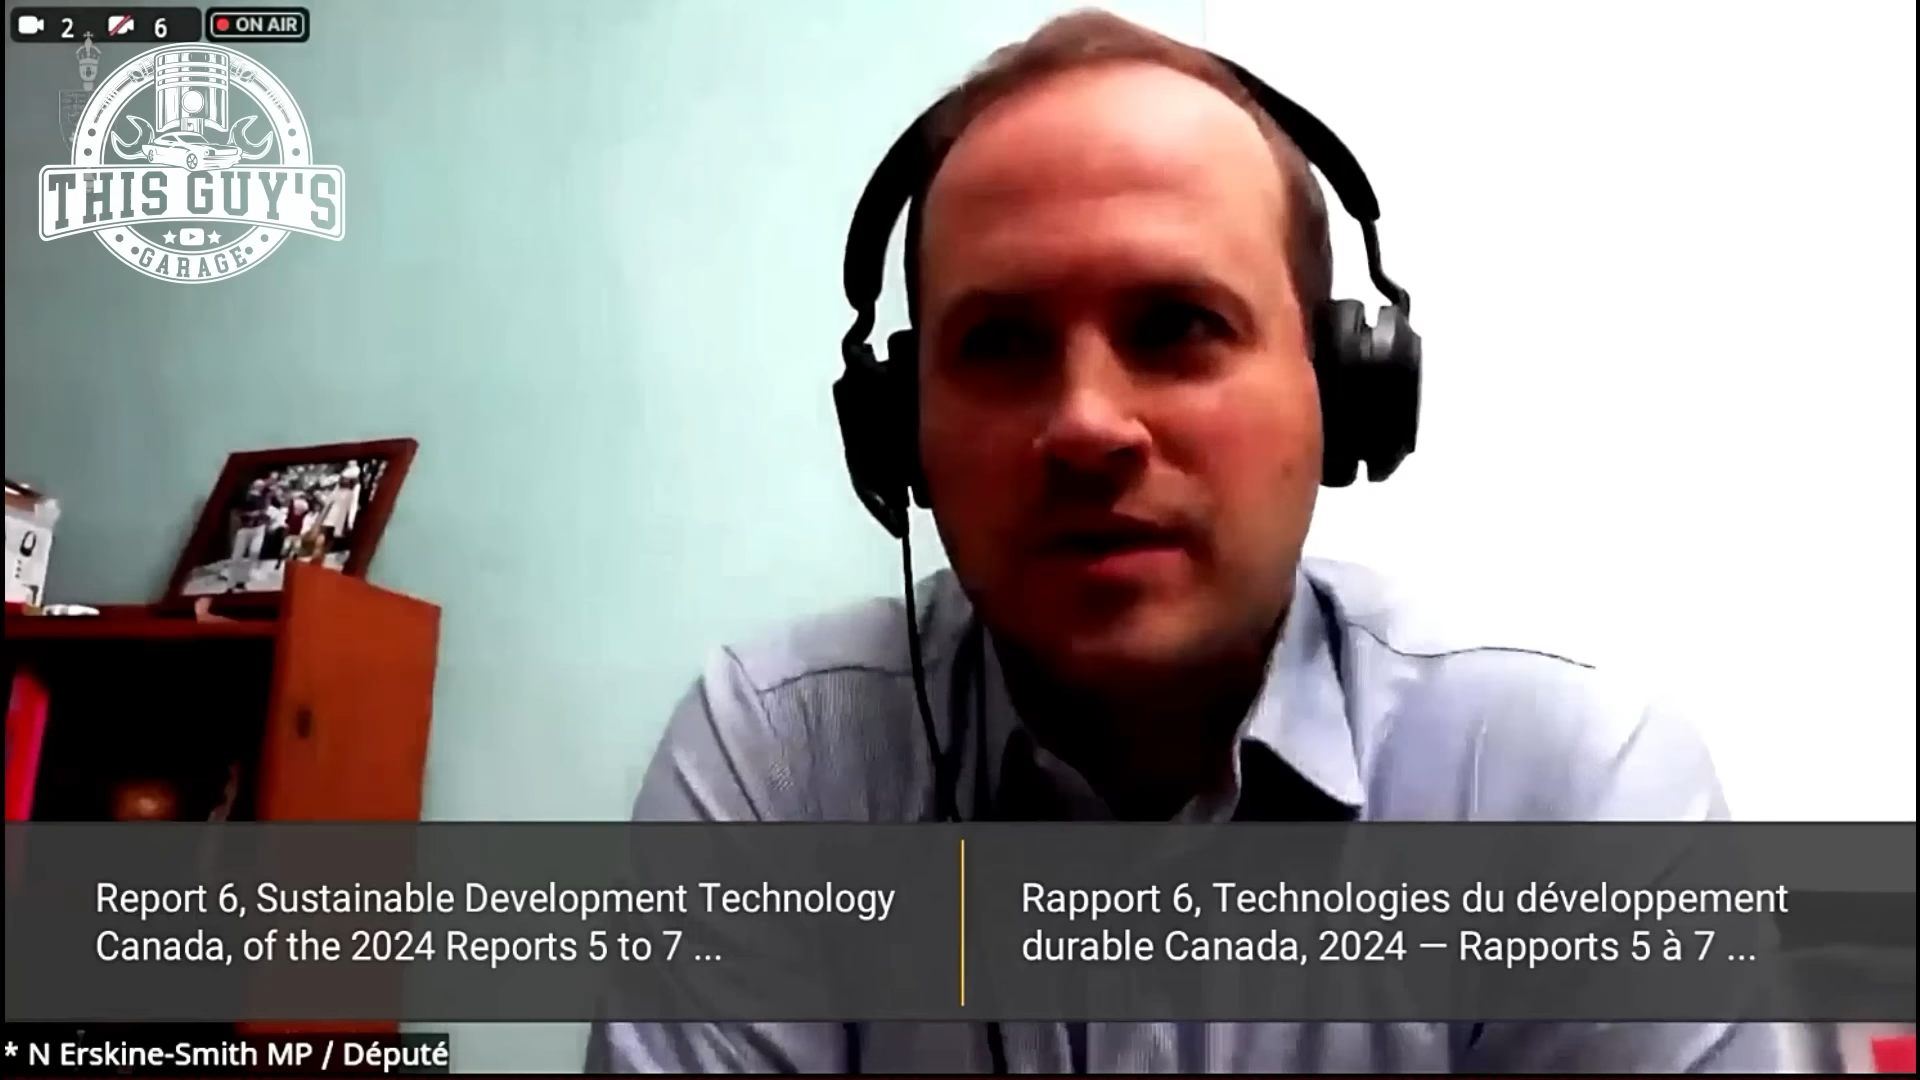 2 6 ON AIR
THIS GUY'S
GARAGE
Report 6, Sustainable Development Technology
Canada, of the 2024 Reports 5 to 7 ...
Rapport 6, Technologies du développement
durable Canada, 2024 — Rapports 5 à 7 ...
* N Erskine-Smith MP / Député